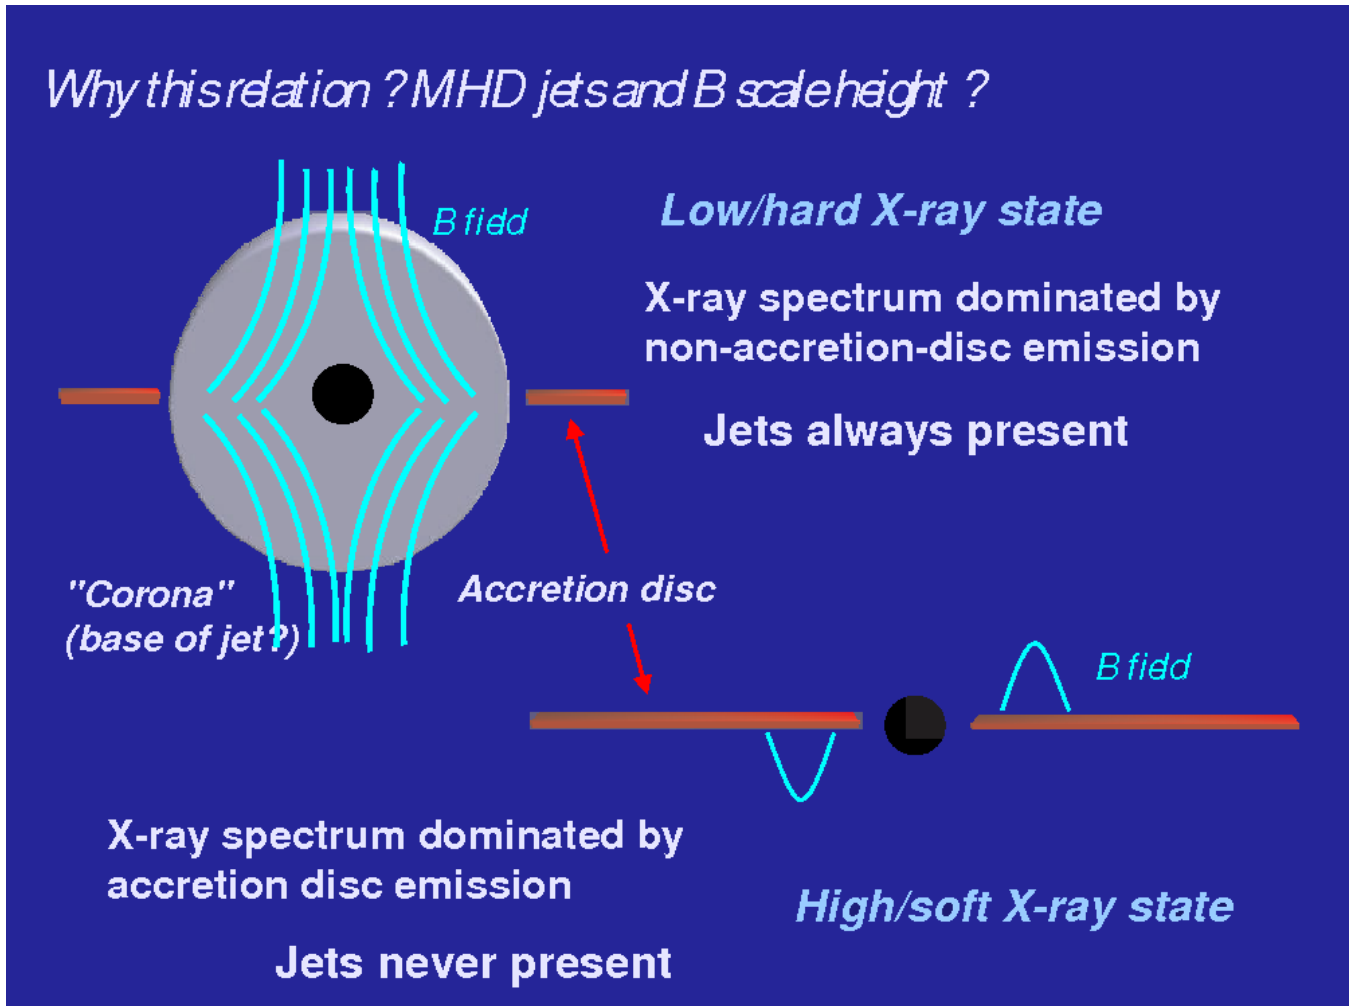 Why this relation ? MHD jets and B scale height ?
B field
Low/hard X-ray state
X-ray spectrum dominated by
non-accretion-disc emission
Jets always present
"Corona"
(base of jet?)
Accretion disc
B field
X-ray spectrum dominated by
accretion disc emission
High/soft X-ray state
Jets never present